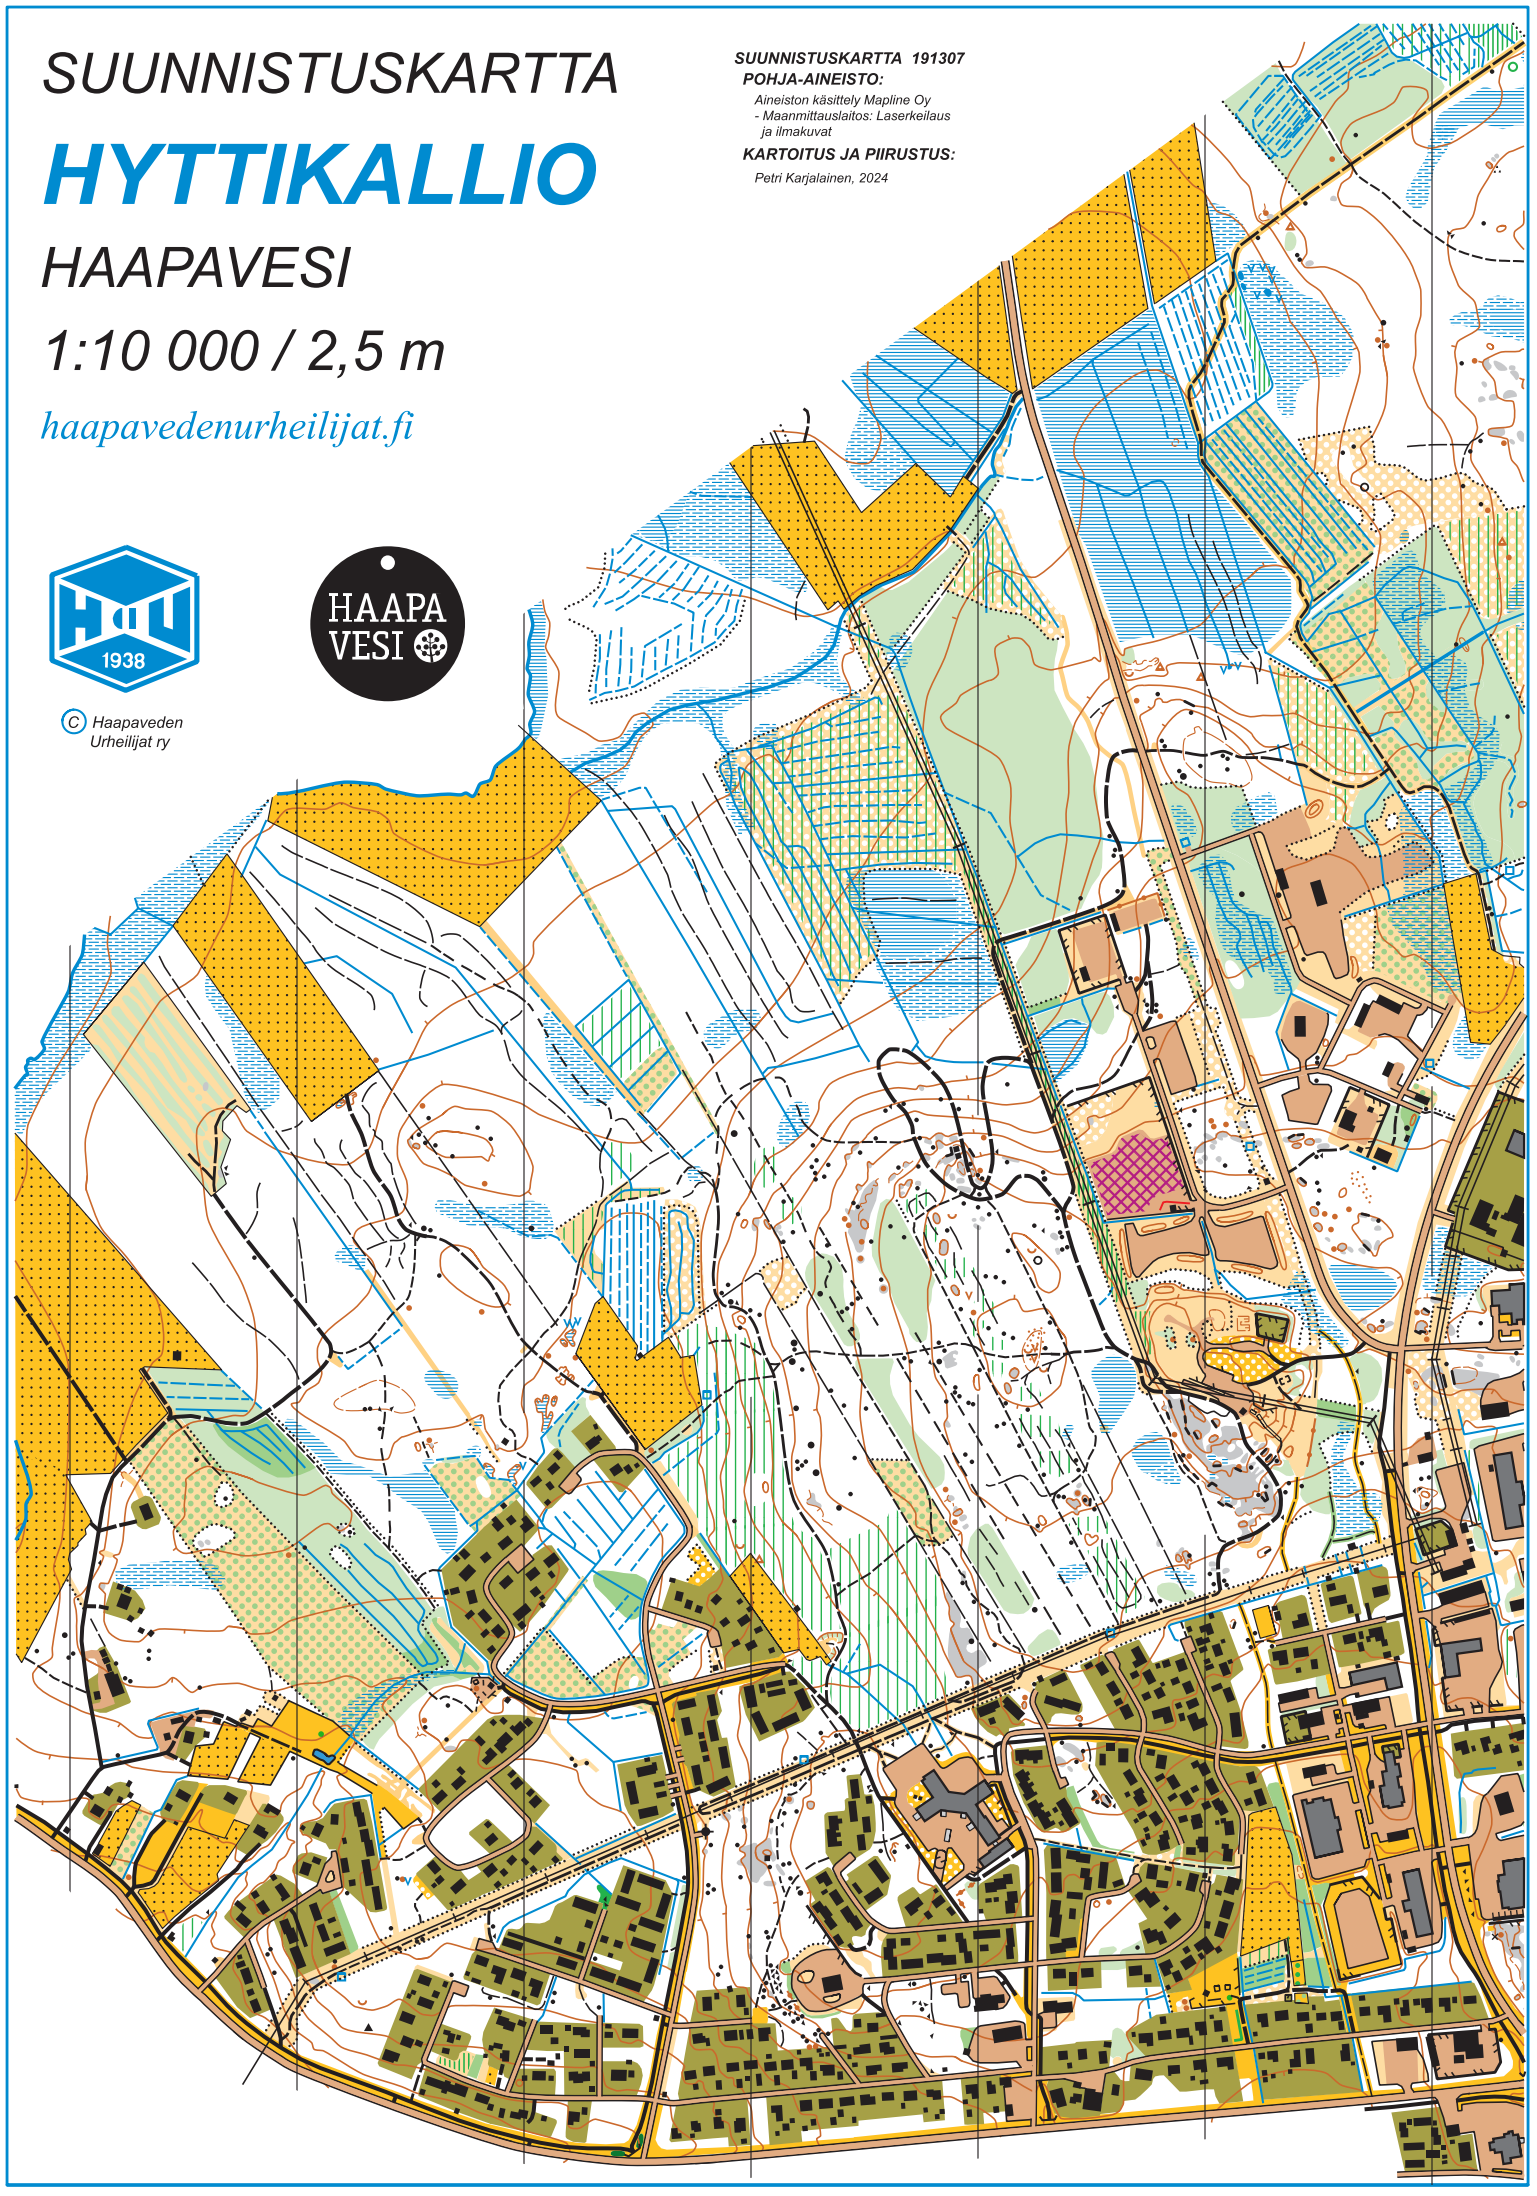 SUUNNISTUSKARTTA
HYTTIKALLIO
HAAPAVESI
1:10 000 / 2,5 m
haapavedenurheilijat.fi
SUUNNISTUSKARTTA 191307
POHJA-AINEISTO:
Aineiston käsittely Mapline Oy
- Maanmittauslaitos: Laserkeilaus
ja ilmakuvat
KARTOITUS JA PIIRUSTUS:
Petri Karjalainen, 2024
HaU
1938
HAAPA
VESI
C Haapaveden
Urheilijat ry